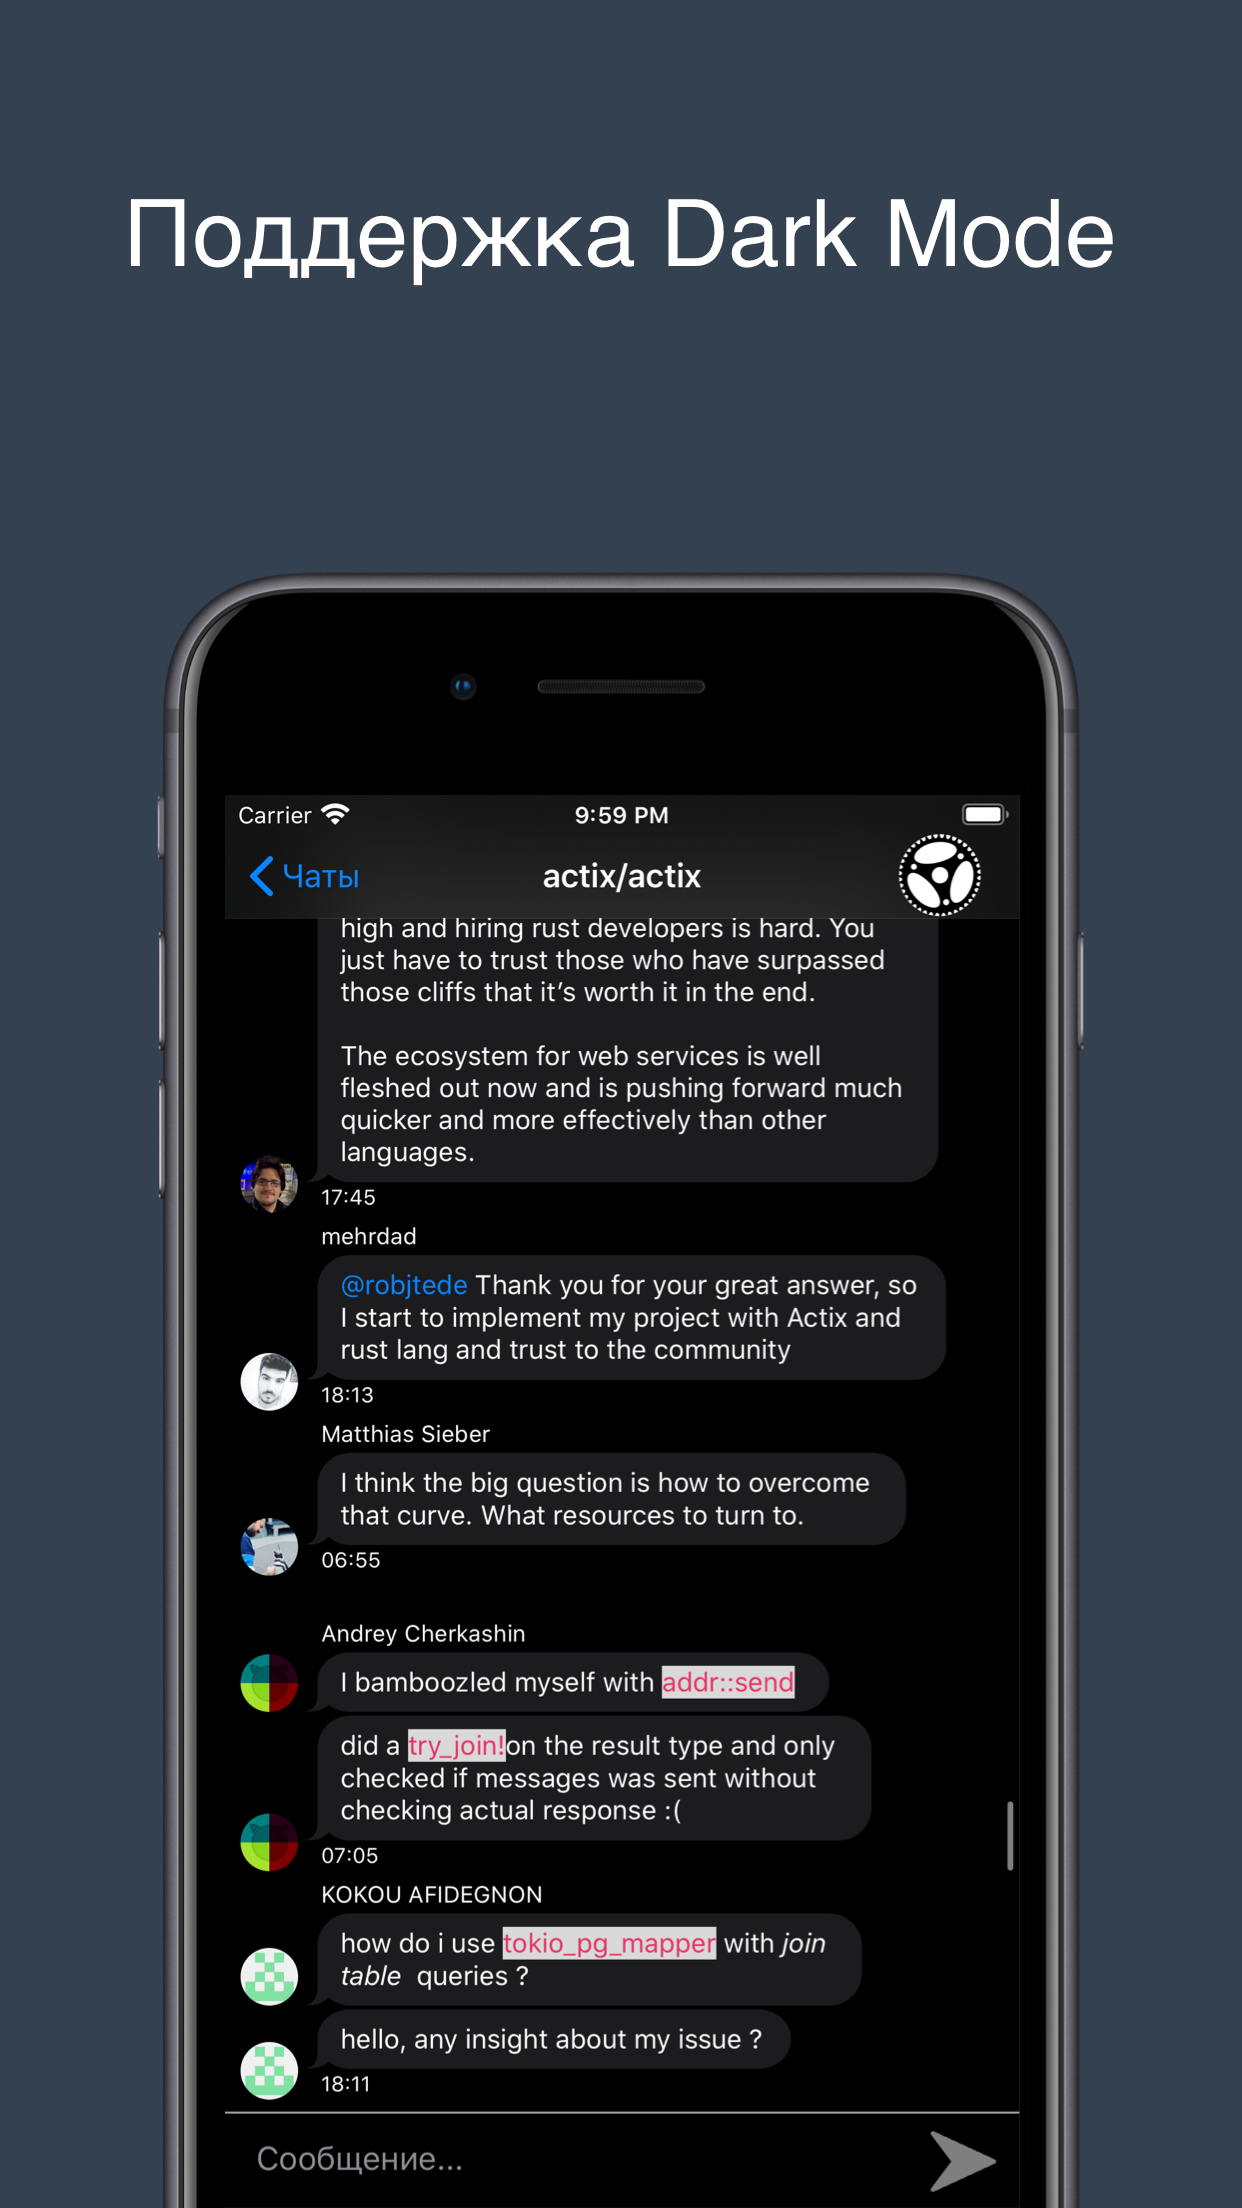 Поддержка Dark Mode
Carrier 9:59 PM
Чаты actix/actix
high and hiring rust developers is hard. You
just have to trust those who have surpassed
those cliffs that it’s worth it in the end.
The ecosystem for web services is well
fleshed out now and is pushing forward much
quicker and more effectively than other
languages.
17:45
mehrdad
@robjtede Thank you for your great answer, so
I start to implement my project with Actix and
rust lang and trust to the community
18:13
Matthias Sieber
I think the big question is how to overcome
that curve. What resources to turn to.
06:55
Andrey Cherkashin
I bamboozled myself with addr::send
did a try_join!on the result type and only
checked if messages was sent without
checking actual response :(
07:05
KOKOU AFIDEGNON
how do i use tokio_pg_mapper with join
table queries ?
hello, any insight about my issue ?
18:11
Сообщение...